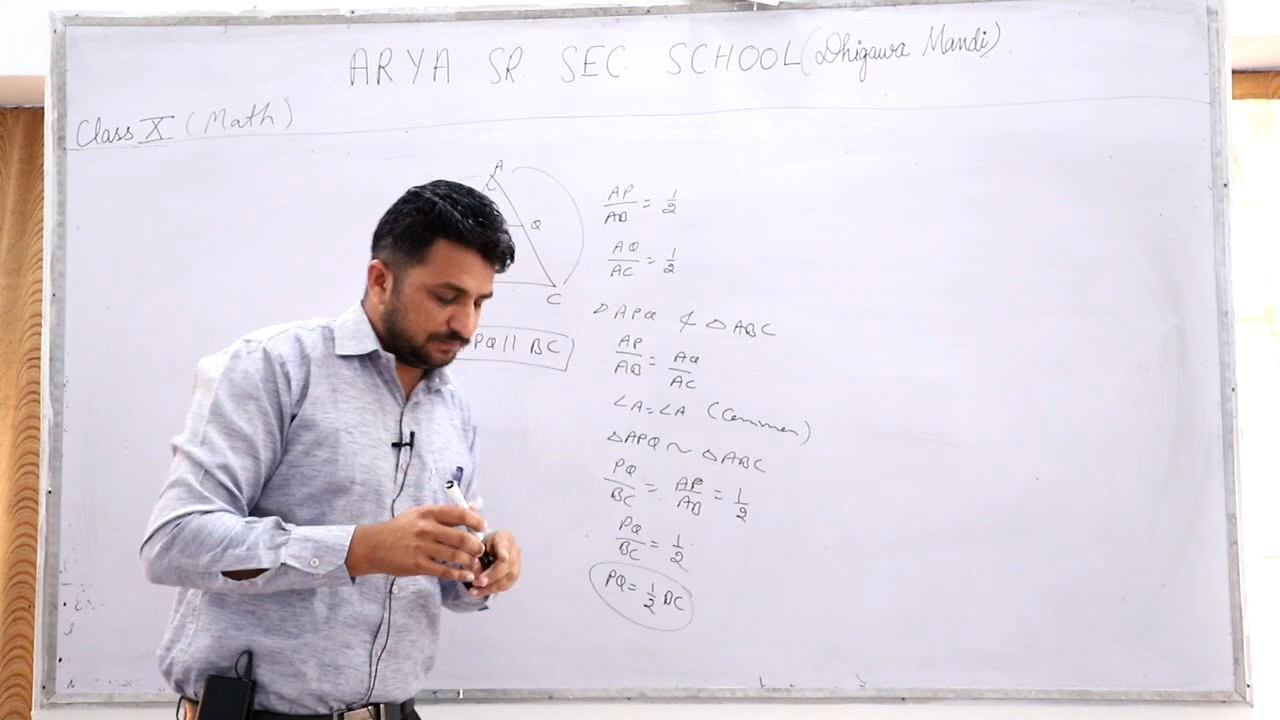 ARYA SR SEC SCHOOL (Dhigawa Mandi)
Class X (Math)
A
Q
C
PQ || BC
AP/AB = 1/2
AQ/AC = 1/2
△APQ & △ABC
AP/AB = AQ/AC
∠A = ∠A (Common)
△APQ ~ △ABC
PQ/BC = AP/AB = 1/2
PQ/BC = 1/2
PQ = 1/2 BC